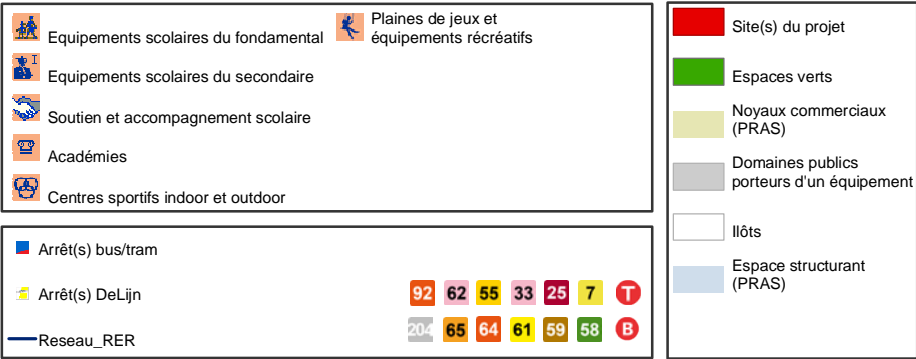 Equipements scolaires du fondamental
Plaines de jeux et
équipements récréatifs
I
Equipements scolaires du secondaire
Soutien et accompagnement scolaire
Académies
Centres sportifs indoor et outdoor
Arrêt(s) bus/tram
Arrêt(s) DeLijn
92 62 55 33 25 7 T
204 65 64 61 59 58 B
Reseau_RER
Site(s) du projet
Espaces verts
Noyaux commerciaux
(PRAS)
Domaines publics
porteurs d'un équipement
Ilôts
Espace structurant
(PRAS)